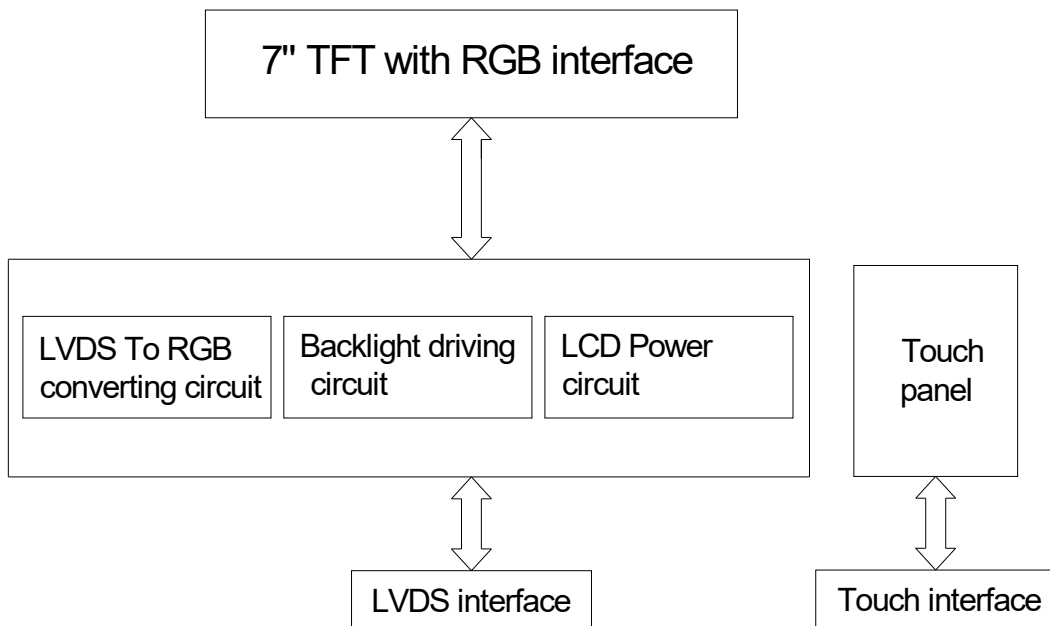 7" TFT with RGB interface
LVDS To RGB
converting circuit
Backlight driving
circuit
LCD Power
circuit
Touch
panel
LVDS interface
Touch interface